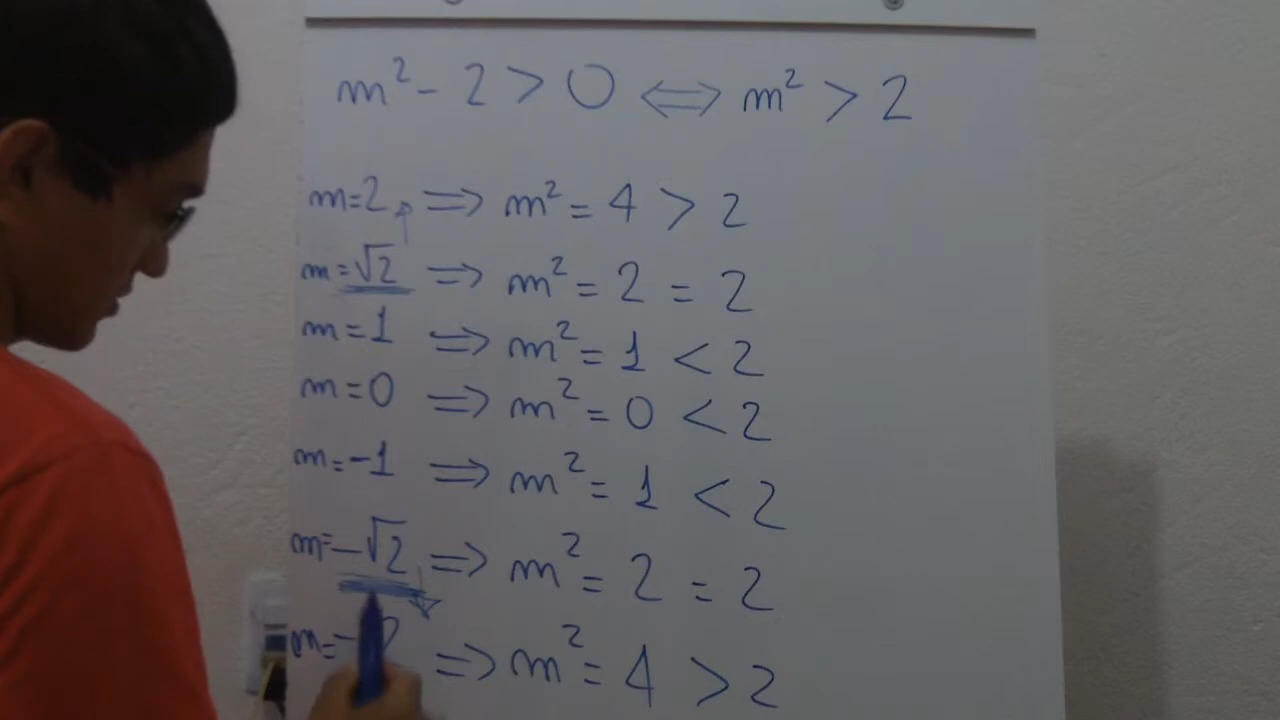 m² - 2 > 0 ⟺ m² > 2
m = 2 ⟹ m² = 4 > 2
m = √2 ⟹ m² = 2 = 2
m = 1 ⟹ m² = 1 < 2
m = 0 ⟹ m² = 0 < 2
m = -1 ⟹ m² = 1 < 2
m = -√2 ⟹ m² = 2 = 2
m = -2 ⟹ m² = 4 > 2